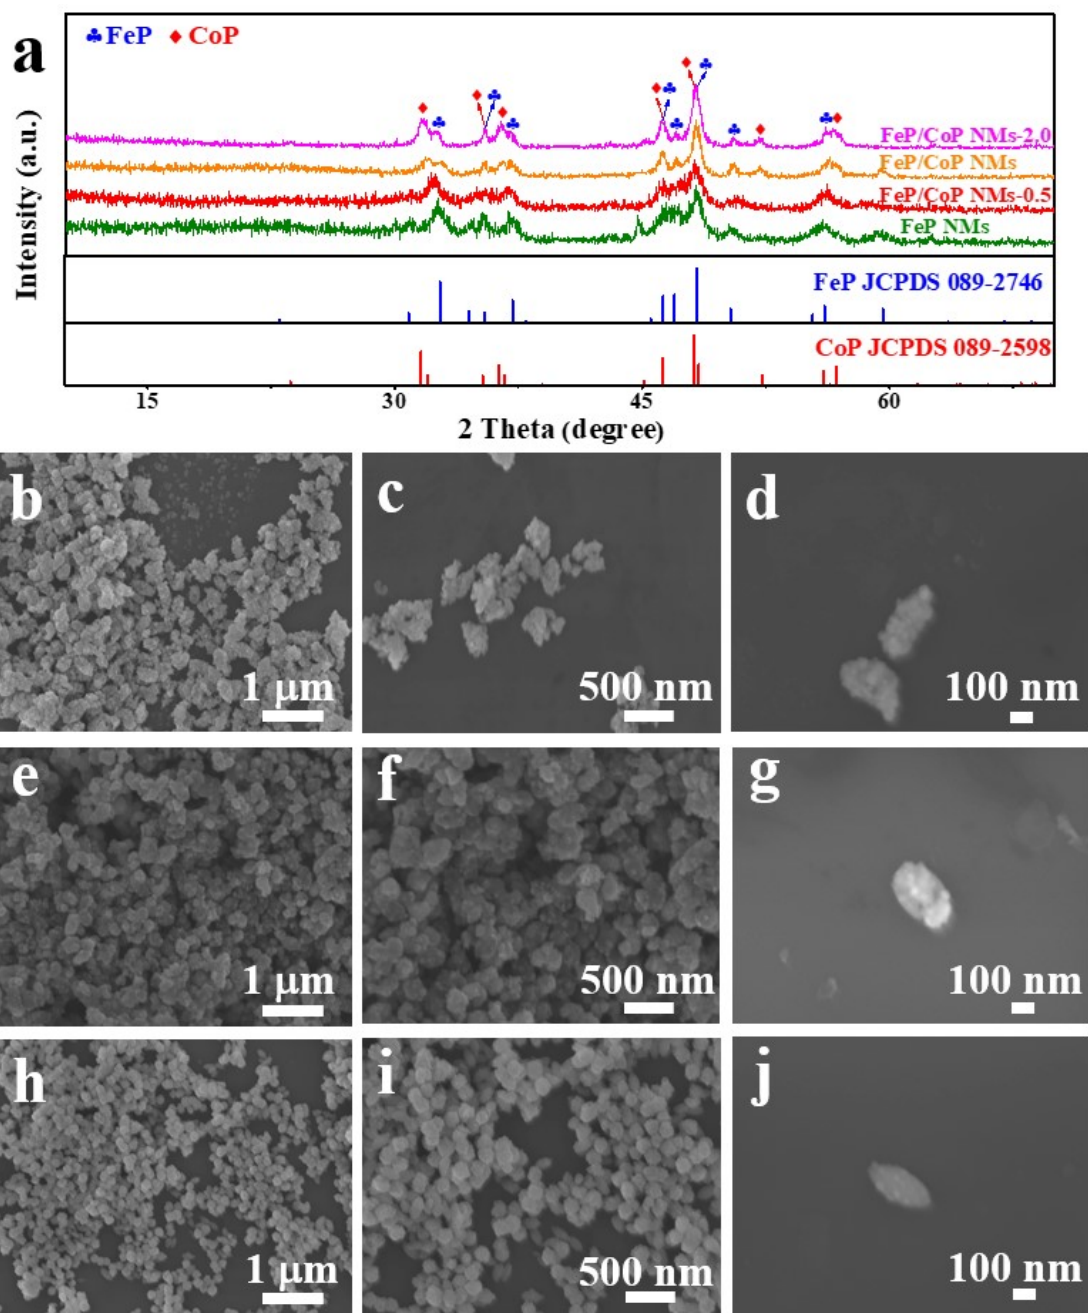 a
♣ FeP ♦ CoP
Intensity (a.u.)
FeP/CoP NMs-2.0
FeP/CoP NMs
FeP/CoP NMs-0.5
FeP NMs
FeP JCPDS 089-2746
CoP JCPDS 089-2598
15 30 45 60
2 Theta (degree)
b
1 μm
c
500 nm
d
100 nm
e
1 μm
f
500 nm
g
100 nm
h
1 μm
i
500 nm
j
100 nm